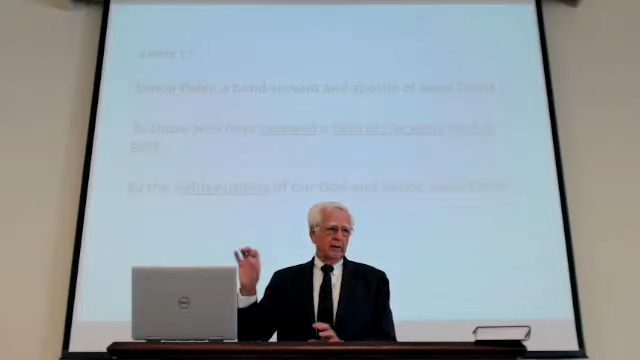 2 Peter 1:1
Simon Peter, a bond-servant and apostle of Jesus Christ
To those who have received a faith of the same kind as
ours
By the righteousness of our God and Savior, Jesus Christ
DELL